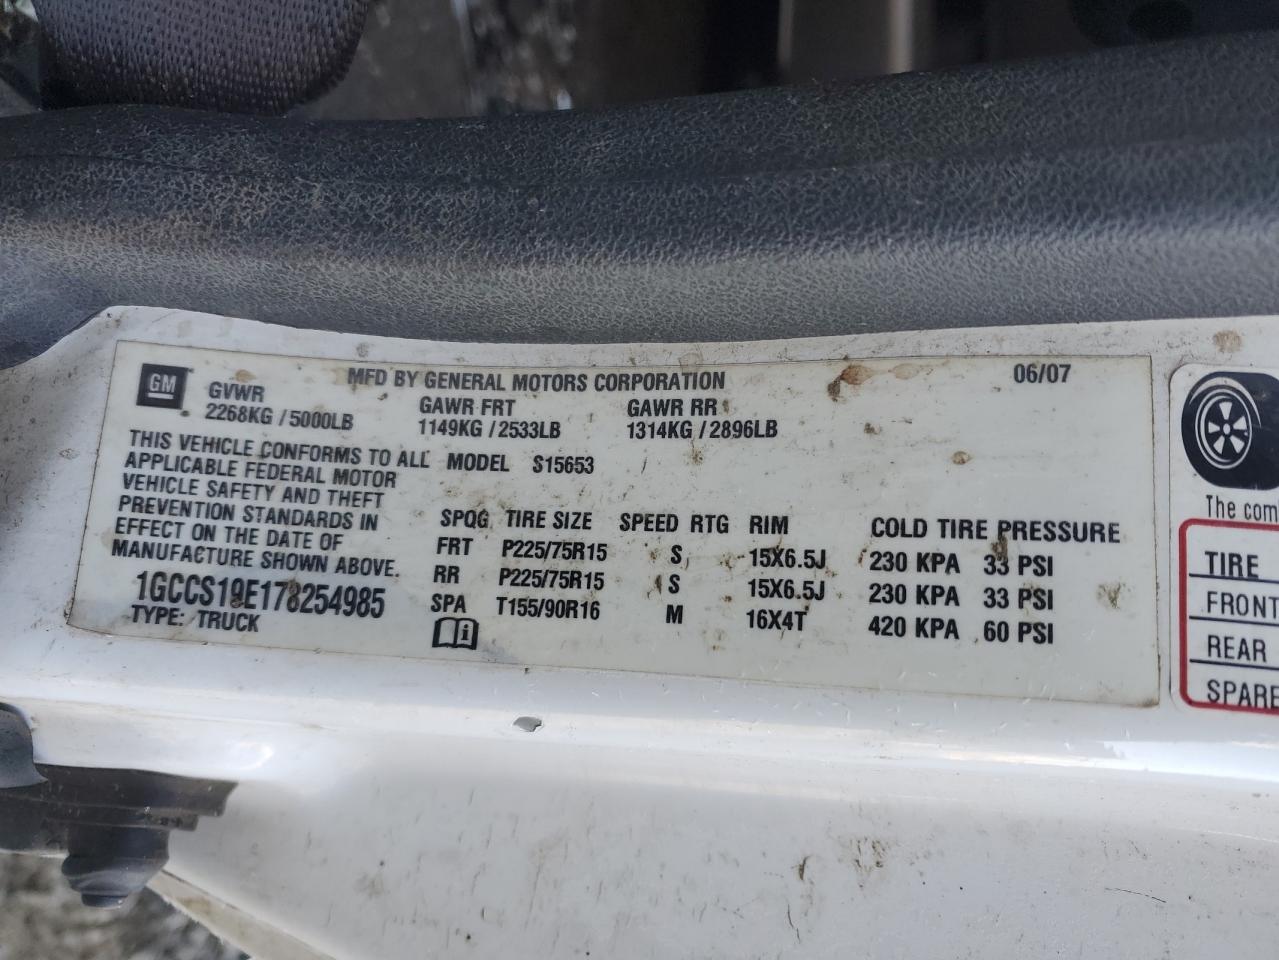 GM
MFD BY GENERAL MOTORS CORPORATION 06/07
GVWR GAWR FRT GAWR RR
2268KG / 5000LB 1149KG / 2533LB 1314KG / 2896LB
THIS VEHICLE CONFORMS TO ALL
APPLICABLE FEDERAL MOTOR
VEHICLE SAFETY AND THEFT
PREVENTION STANDARDS IN
EFFECT ON THE DATE OF
MANUFACTURE SHOWN ABOVE.
1GCCS19E178254985
TYPE: TRUCK
MODEL S15653
SPQG TIRE SIZE SPEED RTG RIM COLD TIRE PRESSURE
FRT P225/75R15 S 15X6.5J 230 KPA 33 PSI
RR P225/75R15 S 15X6.5J 230 KPA 33 PSI
SPA T155/90R16 M 16X4T 420 KPA 60 PSI
The com
TIRE
FRONT
REAR
SPARE